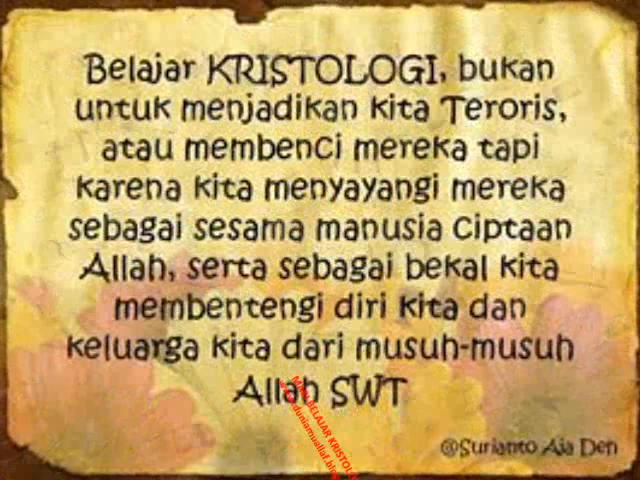 Belajar KRISTOLOGI, bukan
untuk menjadikan kita Teroris,
atau membenci mereka tapi
karena kita menyayangi mereka
sebagai sesama manusia ciptaan
Allah, serta sebagai bekal kita
membentengi diri kita dan
keluarga kita dari musuh-musuh
Allah SWT
BELAJAR KRISTOL
@Surianto Aja Den